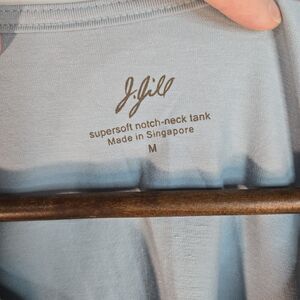 J.Jill
supersoft notch-neck tank
Made in Singapore
M